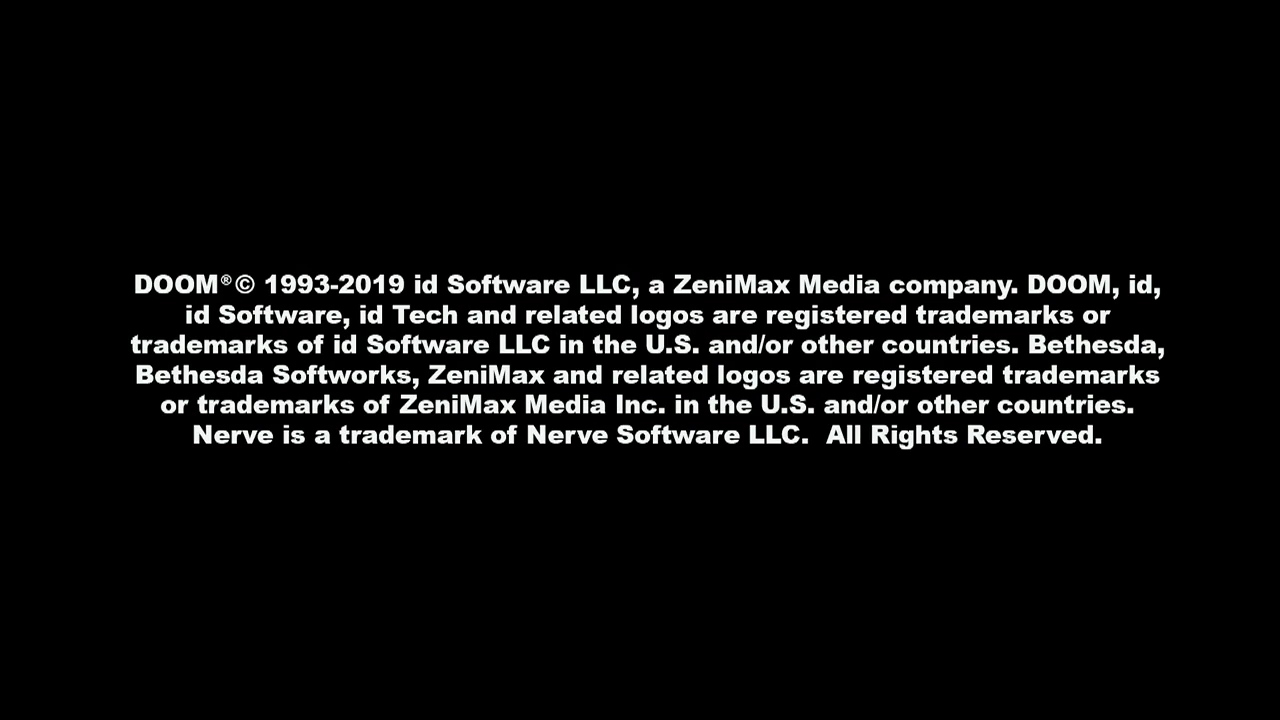 DOOM®© 1993-2019 id Software LLC, a ZeniMax Media company. DOOM, id,
id Software, id Tech and related logos are registered trademarks or
trademarks of id Software LLC in the U.S. and/or other countries. Bethesda,
Bethesda Softworks, ZeniMax and related logos are registered trademarks
or trademarks of ZeniMax Media Inc. in the U.S. and/or other countries.
Nerve is a trademark of Nerve Software LLC.  All Rights Reserved.